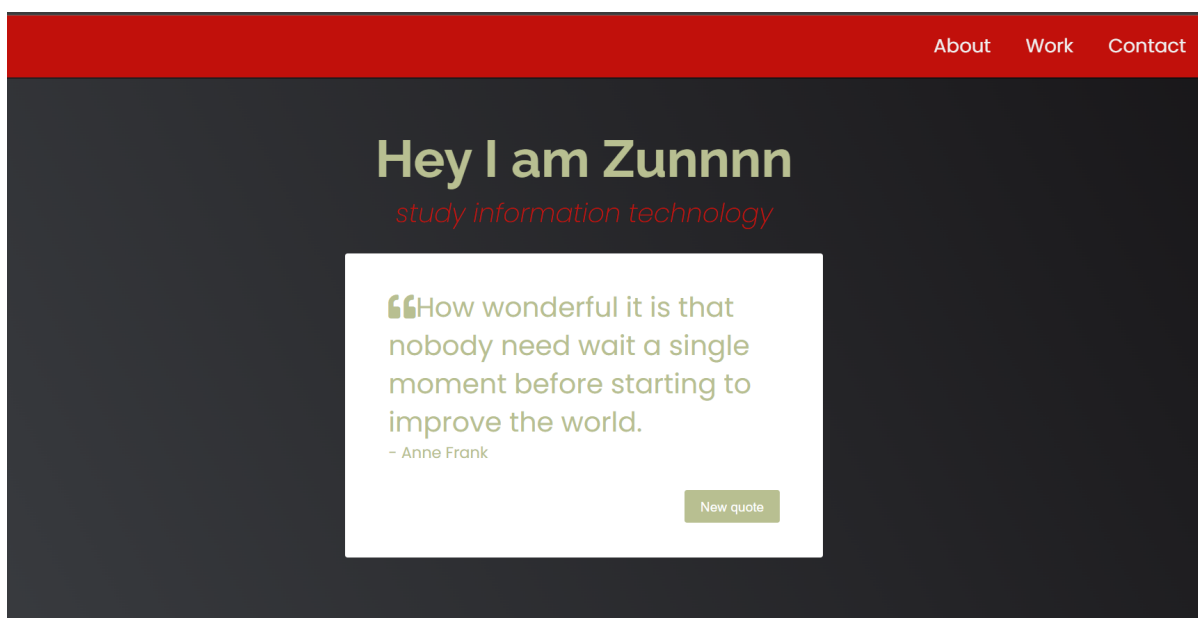 About Work Contact
Hey I am Zunnnn
study information technology
❝How wonderful it is that
nobody need wait a single
moment before starting to
improve the world.
- Anne Frank
New quote